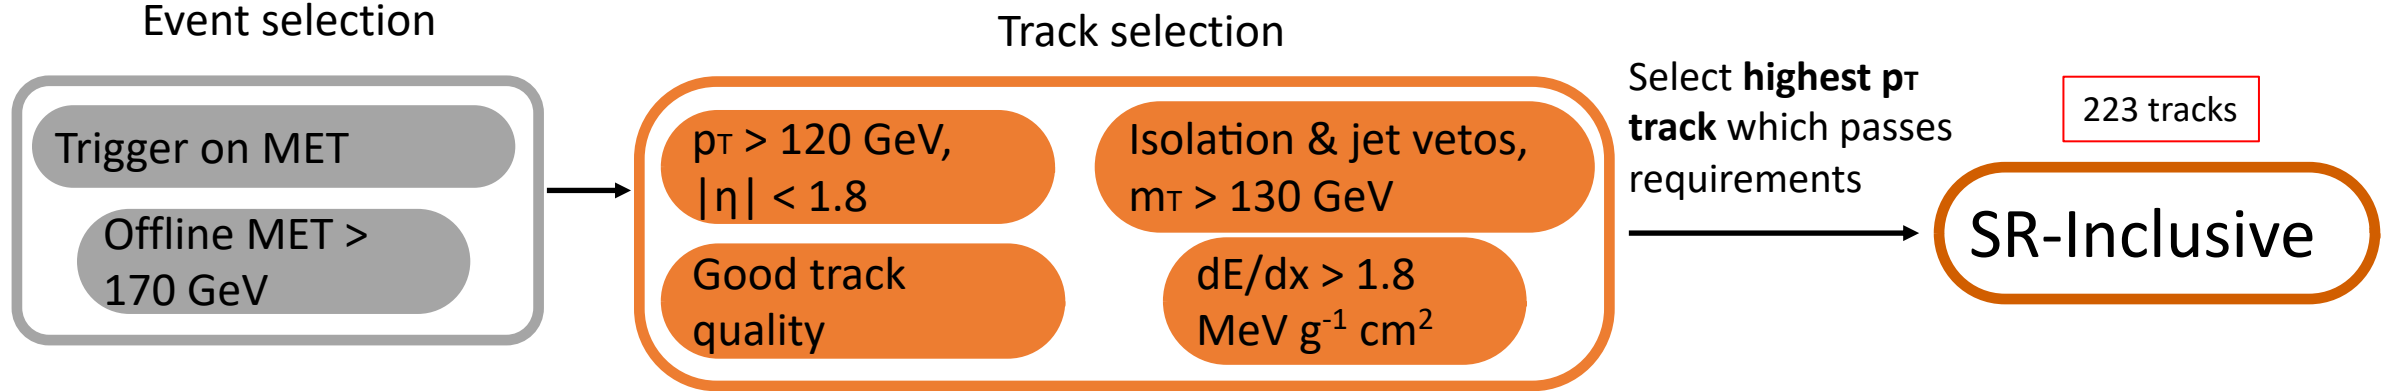 Event selection
Trigger on MET
Offline MET >
170 GeV
Track selection
pT > 120 GeV,
|η| < 1.8
Isolation & jet vetos,
mT > 130 GeV
Good track
quality
dE/dx > 1.8
MeV g⁻¹ cm²
Select highest pT
track which passes
requirements
223 tracks
SR-Inclusive